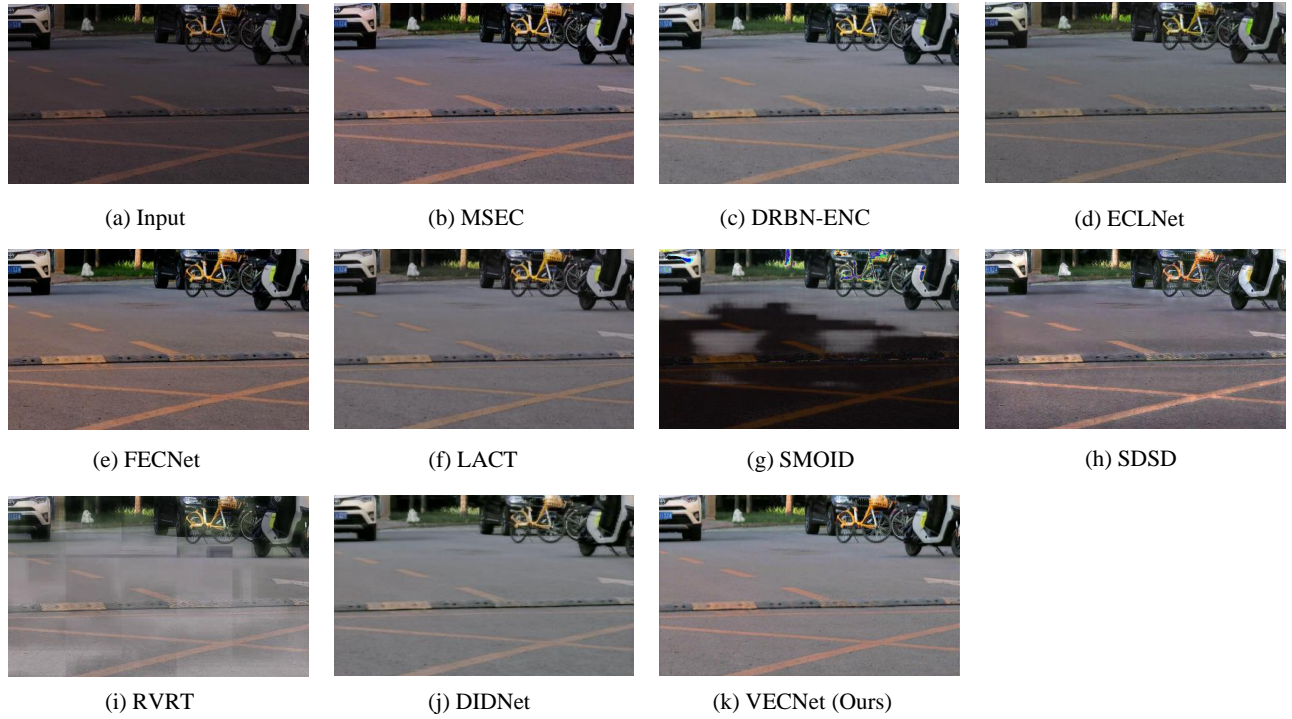 (a) Input
(b) MSEC
(c) DRBN-ENC
(d) ECLNet
(e) FECNet
(f) LACT
(g) SMOID
(h) SDSD
(i) RVRT
(j) DIDNet
(k) VECNet (Ours)